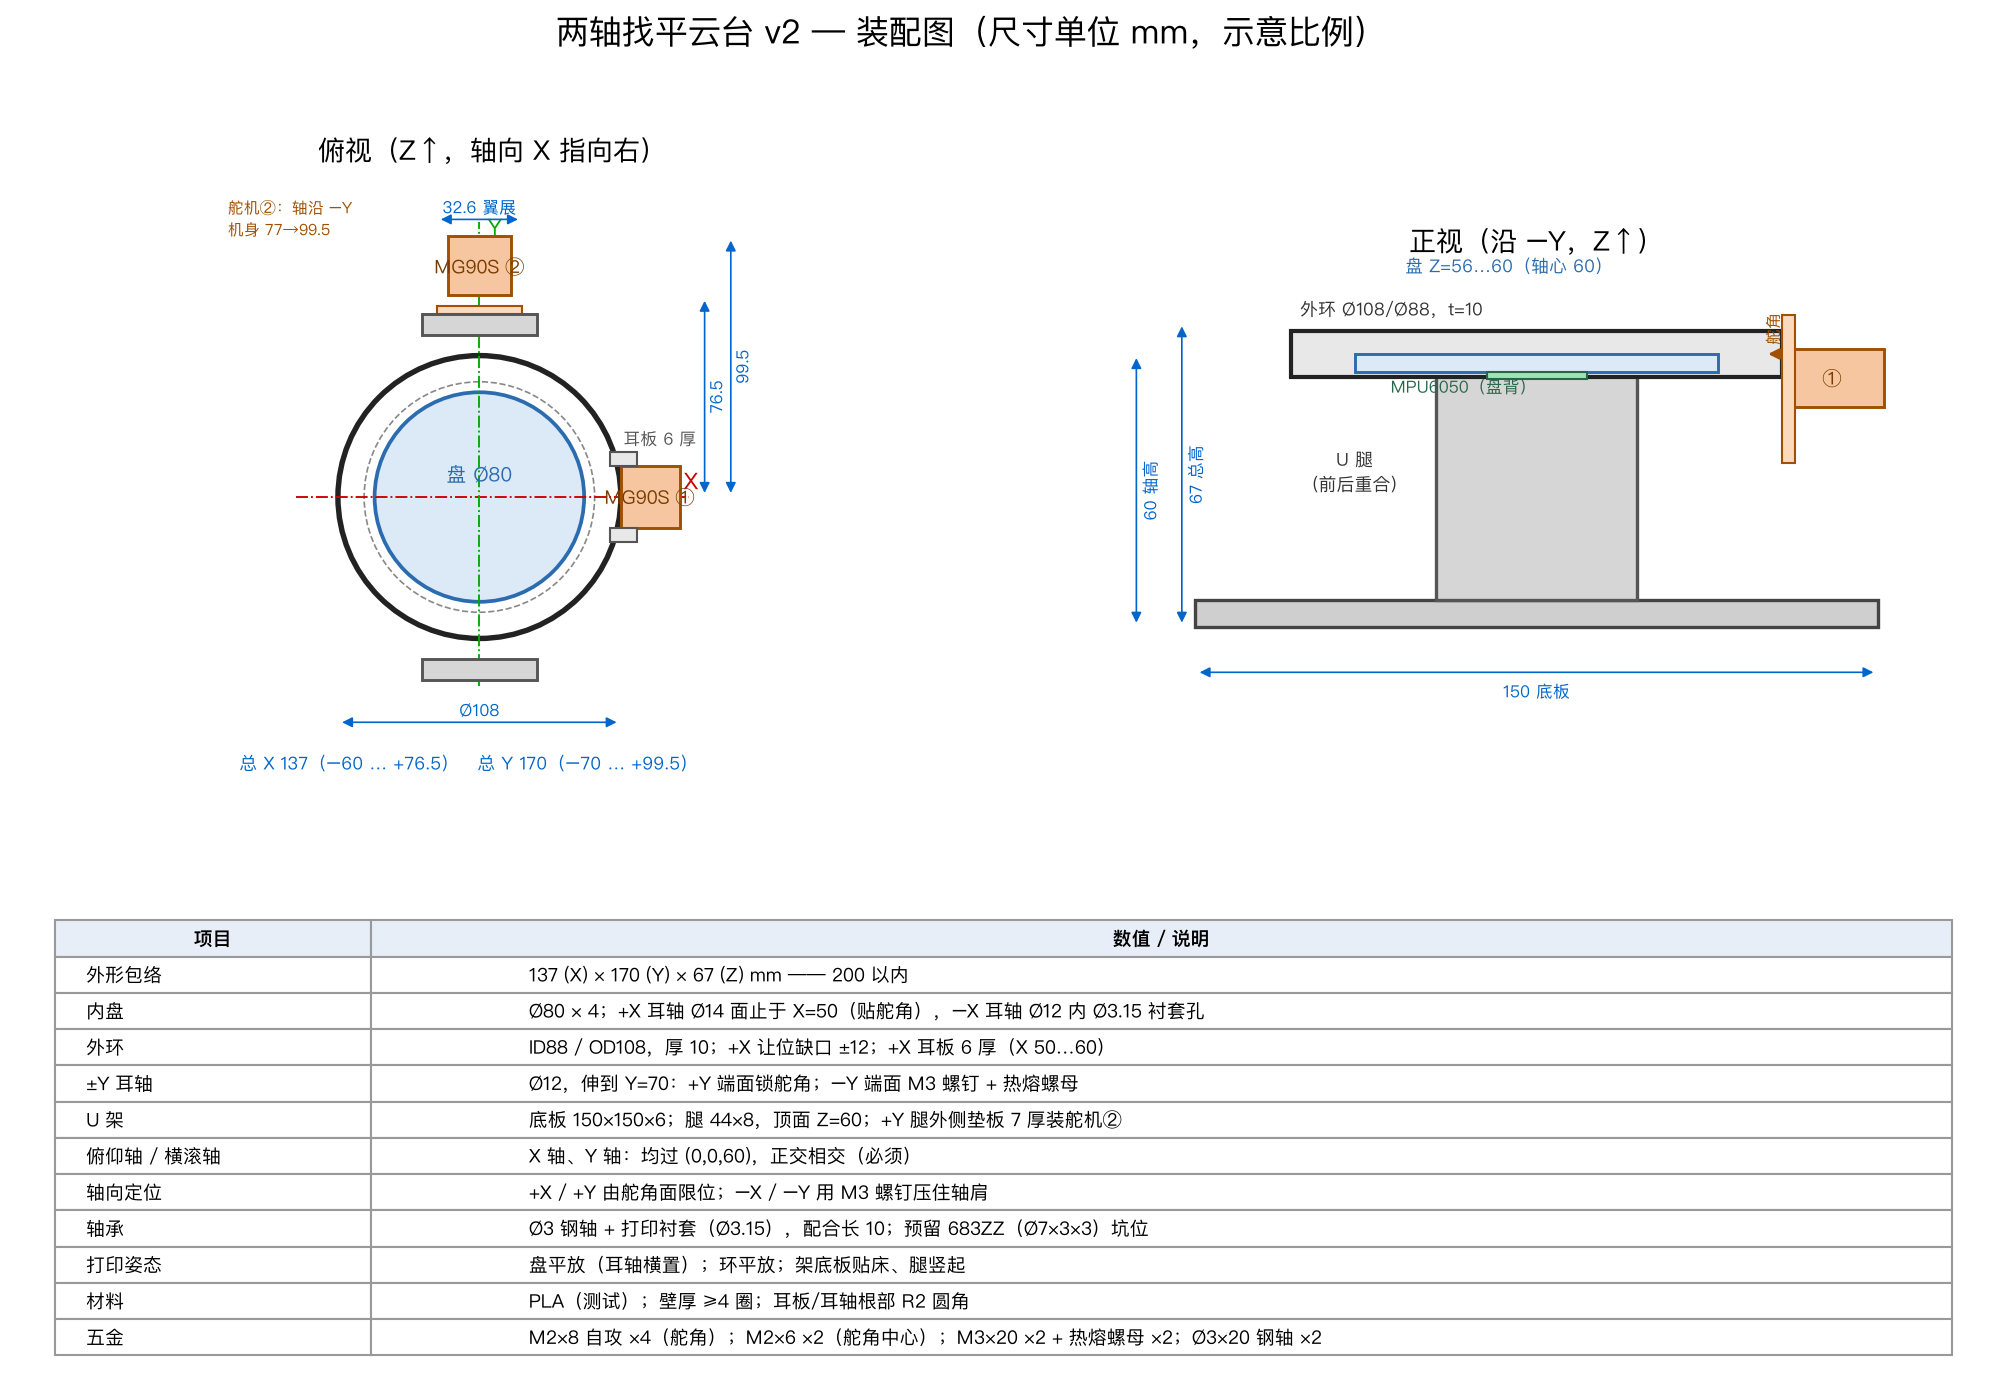 两轴找平云台 v2 — 装配图（尺寸单位 mm，示意比例）
俯视（Z↑，轴向 X 指向右）
舵机②：轴沿 −Y
机身 77→99.5
32.6 翼展
Y
MG90S ②
99.5
76.5
耳板 6 厚
盘 Ø80
X
MG90S ①
Ø108
总 X 137（−60 … +76.5）
总 Y 170（−70 … +99.5）
正视（沿 −Y，Z↑）
盘 Z=56…60（轴心 60）
外环 Ø108/Ø88，t=10
舵角
①
MPU6050（盘背）
U 腿
（前后重合）
60 轴高
67 总高
150 底板
项目 数值 / 说明
外形包络 137 (X) × 170 (Y) × 67 (Z) mm —— 200 以内
内盘 Ø80 × 4；+X 耳轴 Ø14 面止于 X=50（贴舵角），−X 耳轴 Ø12 内 Ø3.15 衬套孔
外环 ID88 / OD108，厚 10；+X 让位缺口 ±12；+X 耳板 6 厚（X 50…60）
±Y 耳轴 Ø12，伸到 Y=70：+Y 端面锁舵角；−Y 端面 M3 螺钉 + 热熔螺母
U 架 底板 150×150×6；腿 44×8，顶面 Z=60；+Y 腿外侧垫板 7 厚装舵机②
俯仰轴 / 横滚轴 X 轴、Y 轴：均过 (0,0,60)，正交相交（必须）
轴向定位 +X / +Y 由舵角面限位；−X / −Y 用 M3 螺钉压住轴肩
轴承 Ø3 钢轴 + 打印衬套（Ø3.15），配合长 10；预留 683ZZ（Ø7×3×3）坑位
打印姿态 盘平放（耳轴横置）；环平放；架底板贴床、腿竖起
材料 PLA（测试）；壁厚 ≥4 圈；耳板/耳轴根部 R2 圆角
五金 M2×8 自攻 ×4（舵角）；M2×6 ×2（舵角中心）；M3×20 ×2 + 热熔螺母 ×2；Ø3×20 钢轴 ×2